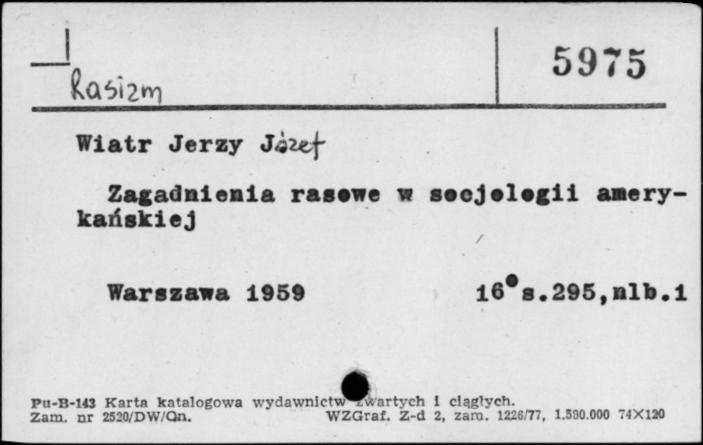 5975
Rasizm
Wiatr Jerzy Józef
Zagadnienia rasowe w socjologii amery-
kańskiej
Warszawa 1959 16° s.295,nlb.1
Pu-B-143 Karta katalogowa wydawnictw zwartych i ciągłych.
Zam. nr 2520/DW/Qn. WZGraf. Z-d 2, zam. 1226/77, 1.590.000 74X120